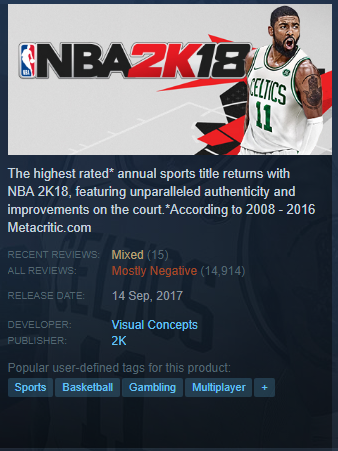 NBA 2K18
CELTICS
11
The highest rated* annual sports title returns with
NBA 2K18, featuring unparalleled authenticity and
improvements on the court.*According to 2008 - 2016
Metacritic.com
RECENT REVIEWS: Mixed (15)
ALL REVIEWS: Mostly Negative (14,914)
RELEASE DATE: 14 Sep, 2017
DEVELOPER: Visual Concepts
PUBLISHER: 2K
Popular user-defined tags for this product:
Sports Basketball Gambling Multiplayer +